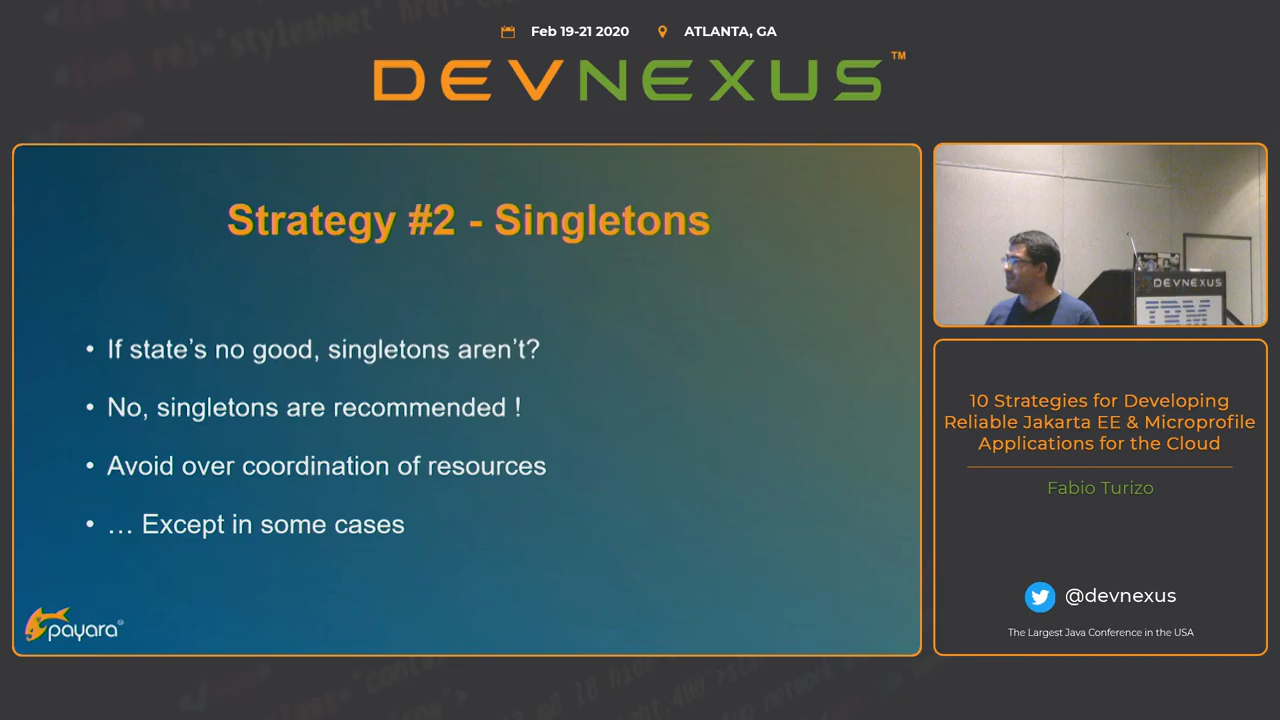 Feb 19-21 2020 ATLANTA, GA
DEVNEXUS™
Strategy #2 - Singletons
• If state's no good, singletons aren't?
• No, singletons are recommended !
• Avoid over coordination of resources
• … Except in some cases
payara®
DEVNEXUS
IBM
10 Strategies for Developing
Reliable Jakarta EE & Microprofile
Applications for the Cloud
Fabio Turizo
@devnexus
The Largest Java Conference in the USA